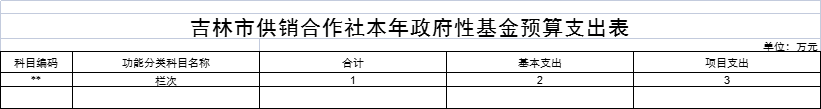 吉林市供销合作社本年政府性基金预算支出表
单位：万元
科目编码 功能分类科目名称 合计 基本支出 项目支出
** 栏次 1 2 3